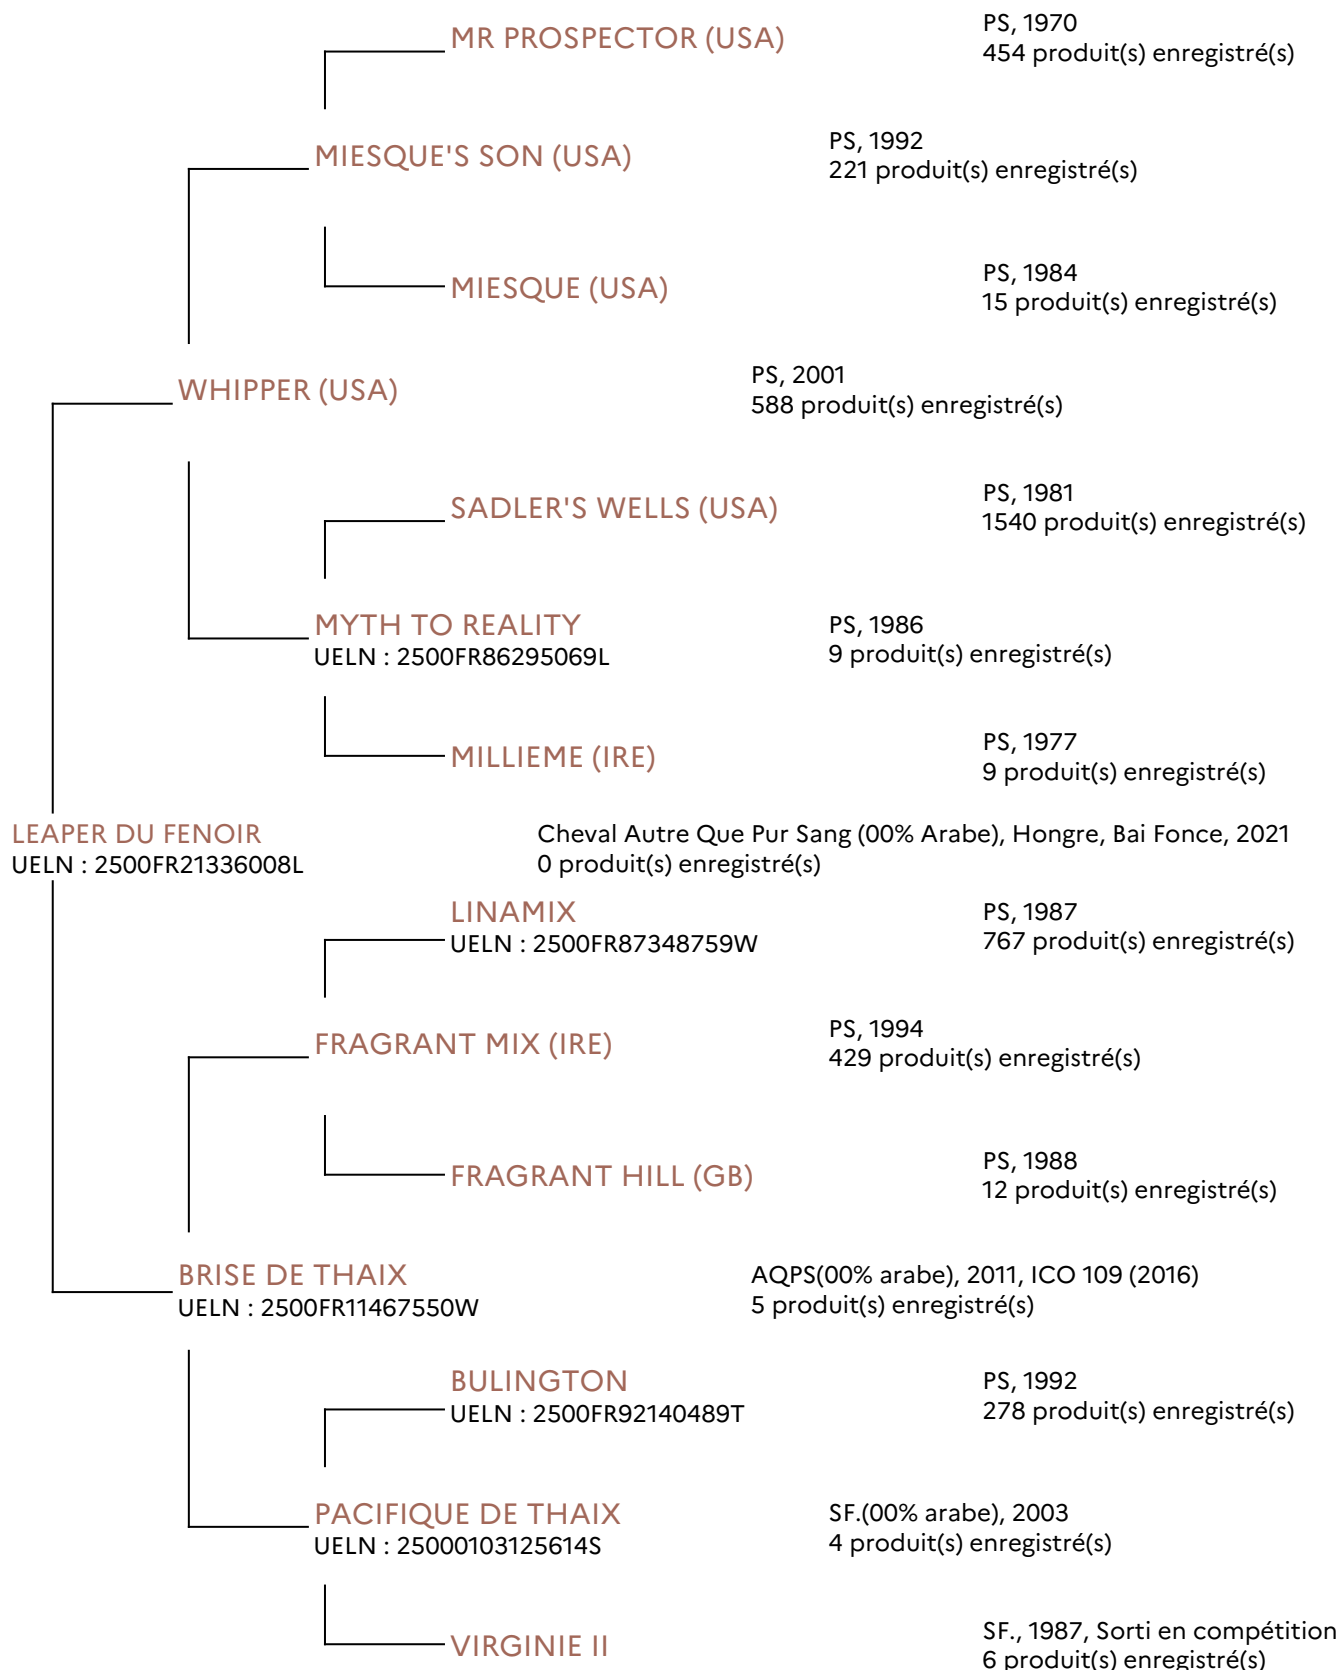 MR PROSPECTOR (USA)
PS, 1970
454 produit(s) enregistré(s)
MIESQUE'S SON (USA)
PS, 1992
221 produit(s) enregistré(s)
MIESQUE (USA)
PS, 1984
15 produit(s) enregistré(s)
WHIPPER (USA)
PS, 2001
588 produit(s) enregistré(s)
SADLER'S WELLS (USA)
PS, 1981
1540 produit(s) enregistré(s)
MYTH TO REALITY
UELN : 2500FR86295069L
PS, 1986
9 produit(s) enregistré(s)
MILLIEME (IRE)
PS, 1977
9 produit(s) enregistré(s)
LEAPER DU FENOIR
UELN : 2500FR21336008L
Cheval Autre Que Pur Sang (00% Arabe), Hongre, Bai Fonce, 2021
0 produit(s) enregistré(s)
LINAMIX
UELN : 2500FR87348759W
PS, 1987
767 produit(s) enregistré(s)
FRAGRANT MIX (IRE)
PS, 1994
429 produit(s) enregistré(s)
FRAGRANT HILL (GB)
PS, 1988
12 produit(s) enregistré(s)
BRISE DE THAIX
UELN : 2500FR11467550W
AQPS(00% arabe), 2011, ICO 109 (2016)
5 produit(s) enregistré(s)
BULINGTON
UELN : 2500FR92140489T
PS, 1992
278 produit(s) enregistré(s)
PACIFIQUE DE THAIX
UELN : 25000103125614S
SF.(00% arabe), 2003
4 produit(s) enregistré(s)
VIRGINIE II
SF., 1987, Sorti en compétition
6 produit(s) enregistré(s)